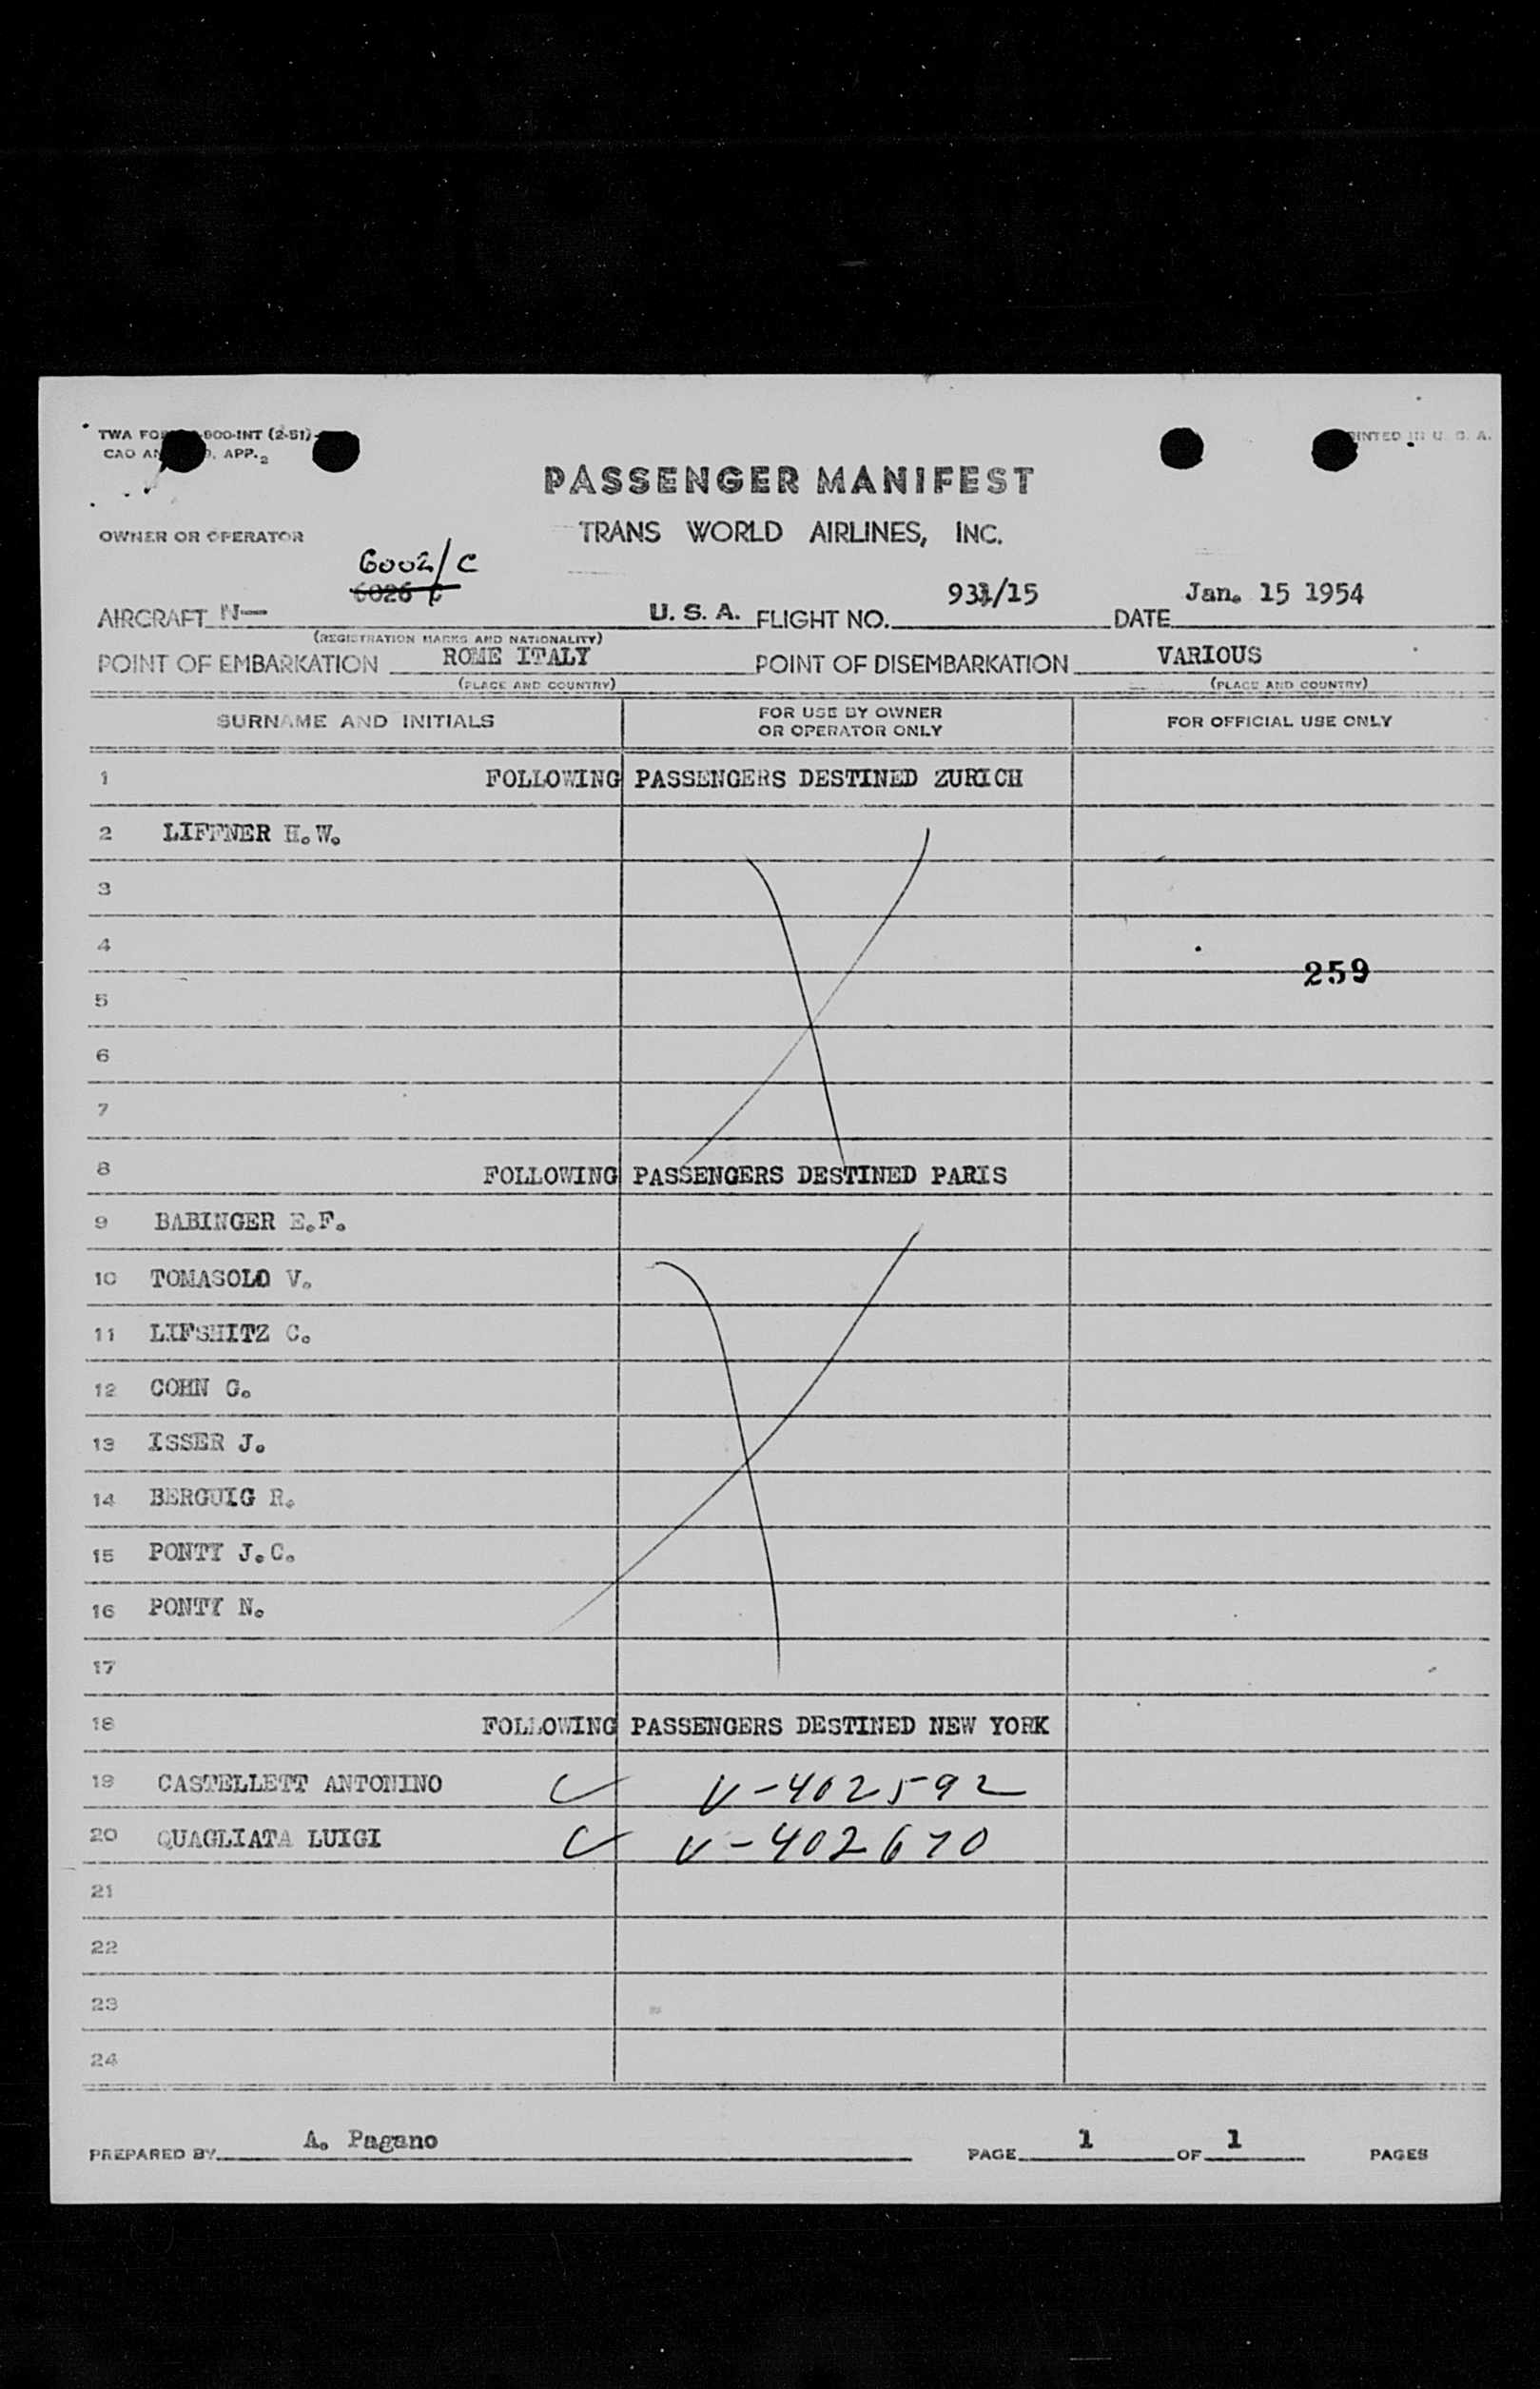 TWA FO 900-INT (2-51)
CAO AN 9, APP. 2
PRINTED IN U. S. A.
PASSENGER MANIFEST
OWNER OR OPERATOR TRANS WORLD AIRLINES, INC.
6002/C
6026 C
AIRCRAFT N- U. S. A. FLIGHT NO. 931/15 DATE Jan. 15 1954
(REGISTRATION MARKS AND NATIONALITY)
POINT OF EMBARKATION ROME ITALY POINT OF DISEMBARKATION VARIOUS
(PLACE AND COUNTRY) (PLACE AND COUNTRY)
SURNAME AND INITIALS FOR USE BY OWNER OR OPERATOR ONLY FOR OFFICIAL USE ONLY
1 FOLLOWING PASSENGERS DESTINED ZURICH
2 LIFFNER H.W.
3
4
259
5
6
7
8 FOLLOWING PASSENGERS DESTINED PARIS
9 BABINGER E.F.
10 TOMASOLO V.
11 LIFSHITZ C.
12 COHN G.
13 ISSER J.
14 BERGUIG R.
15 PONTY J.C.
16 PONTY N.
17
18 FOLLOWING PASSENGERS DESTINED NEW YORK
19 CASTELLETT ANTONINO V-402592
20 QUAGLIATA LUIGI V-402670
21
22
23
24
PREPARED BY A. Pagano PAGE 1 OF 1 PAGES